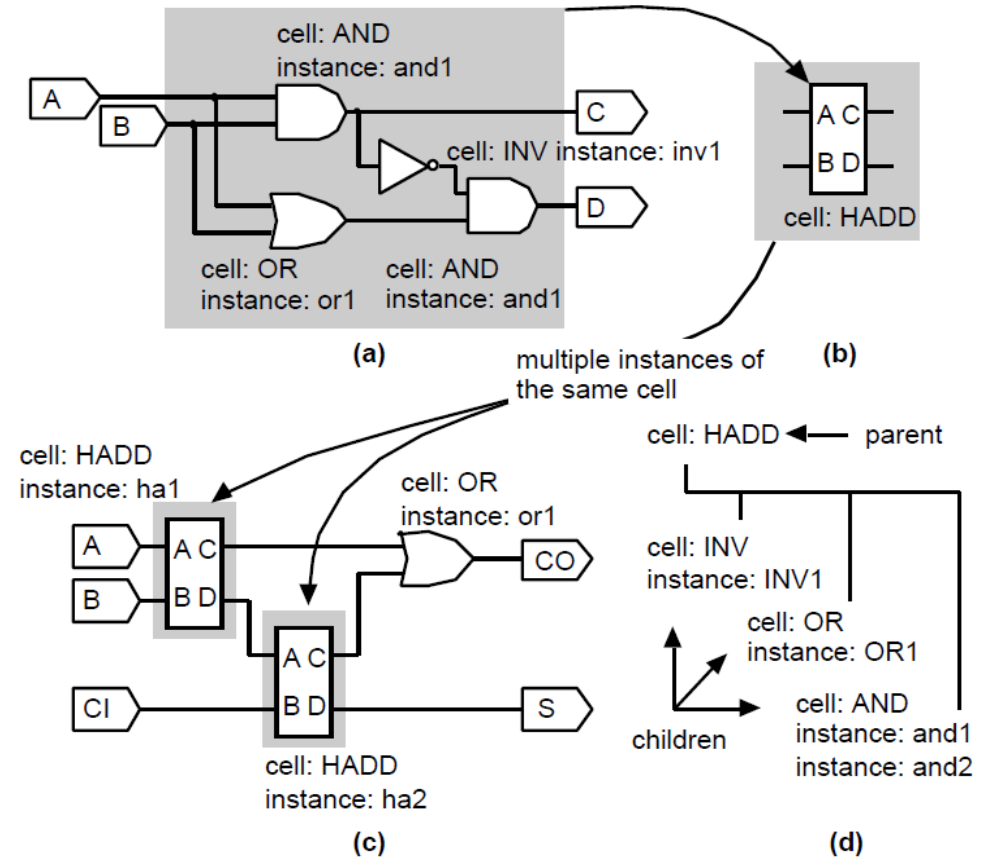 cell: AND
instance: and1
A
B
C
cell: INV instance: inv1
D
cell: OR
instance: or1
cell: AND
instance: and1
(a)
A C
B D
cell: HADD
(b)
multiple instances of
the same cell
cell: HADD
instance: ha1
A
B
CI
A C
B D
cell: OR
instance: or1
CO
A C
B D
S
cell: HADD
instance: ha2
(c)
cell: HADD
parent
cell: INV
instance: INV1
cell: OR
instance: OR1
cell: AND
instance: and1
instance: and2
children
(d)